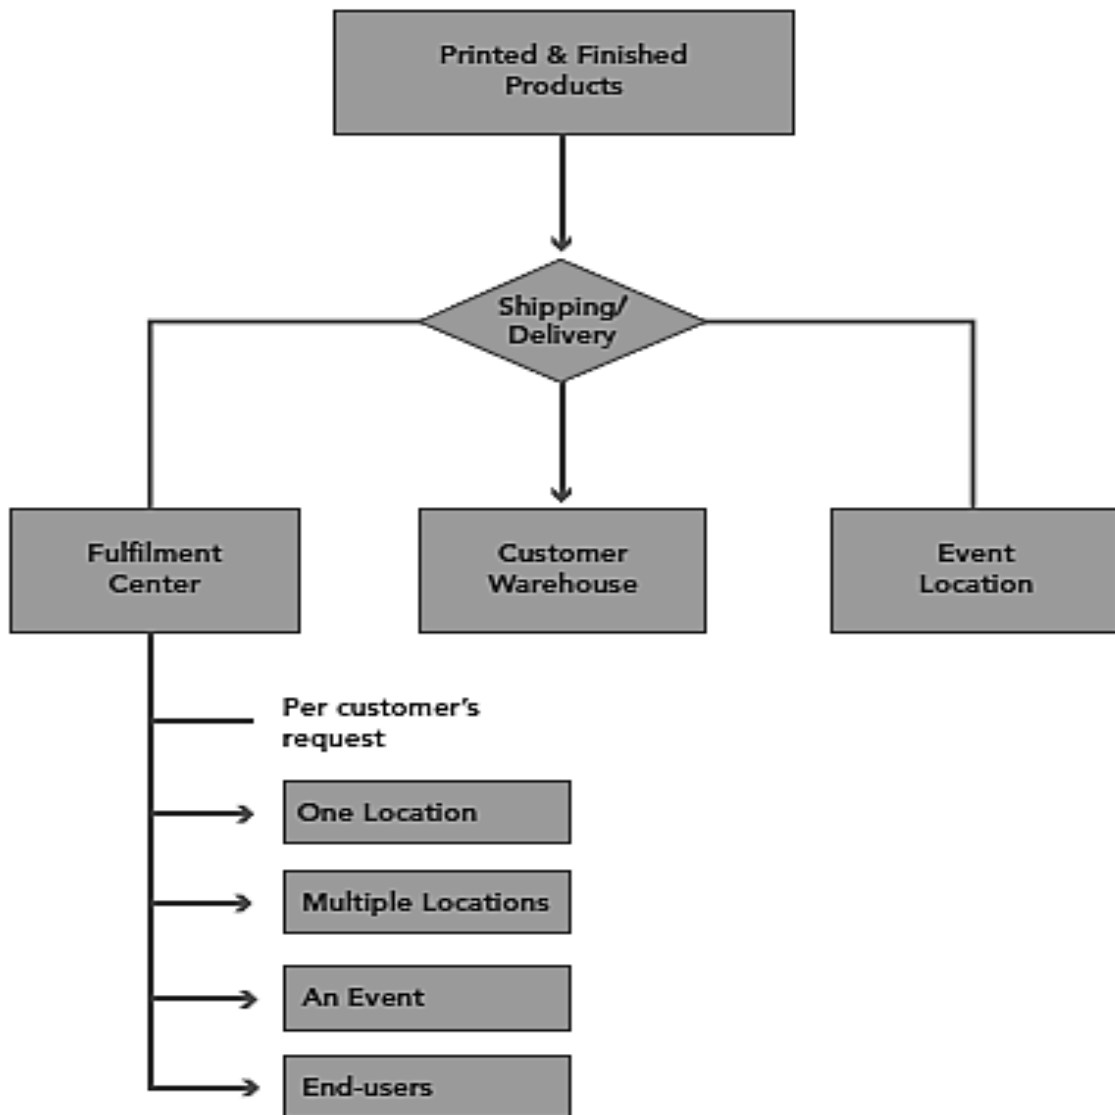 Printed & Finished
Products
Shipping/
Delivery
Fulfilment
Center
Customer
Warehouse
Event
Location
Per customer's
request
One Location
Multiple Locations
An Event
End-users